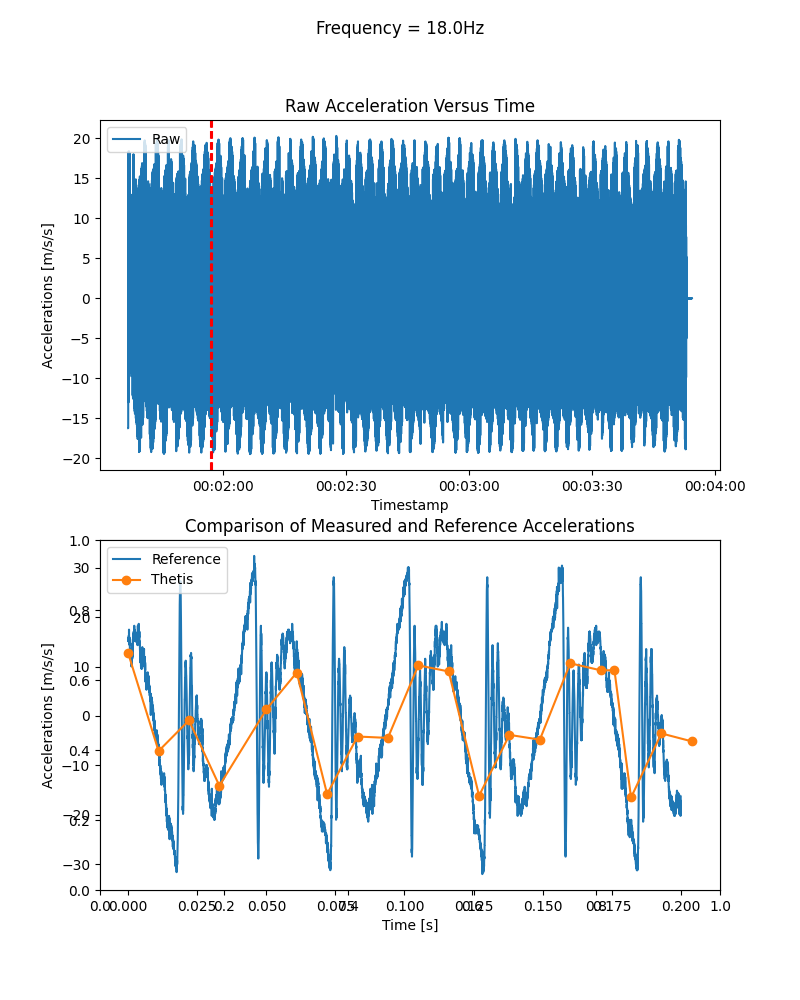 Frequency = 18.0Hz
Raw Acceleration Versus Time
Raw
20
15
10
5
0
−5
−10
−15
−20
Accelerations [m/s/s]
00:02:00 00:02:30 00:03:00 00:03:30 00:04:00
Timestamp
Comparison of Measured and Reference Accelerations
Reference
Thetis
1.0
30
0.8
20
10
0.6
0
0.4
−10
−20
0.2
−30
0.0
Accelerations [m/s/s]
0.0 0.000 0.025 0.2 0.050 0.075 0.4 0.100 0.6 0.125 0.150 0.8 0.175 0.200 1.0
Time [s]